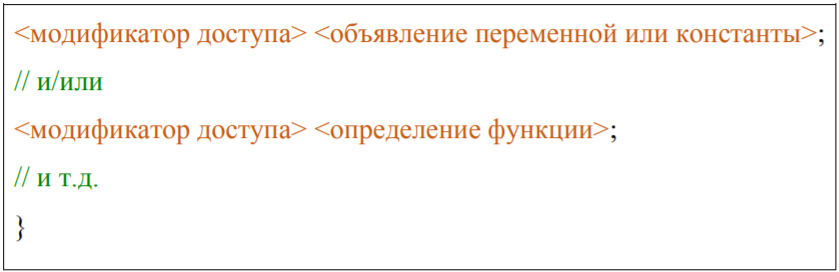 <модификатор доступа> <объявление переменной или константы>;
// и/или
<модификатор доступа> <определение функции>;
// и т.д.
}